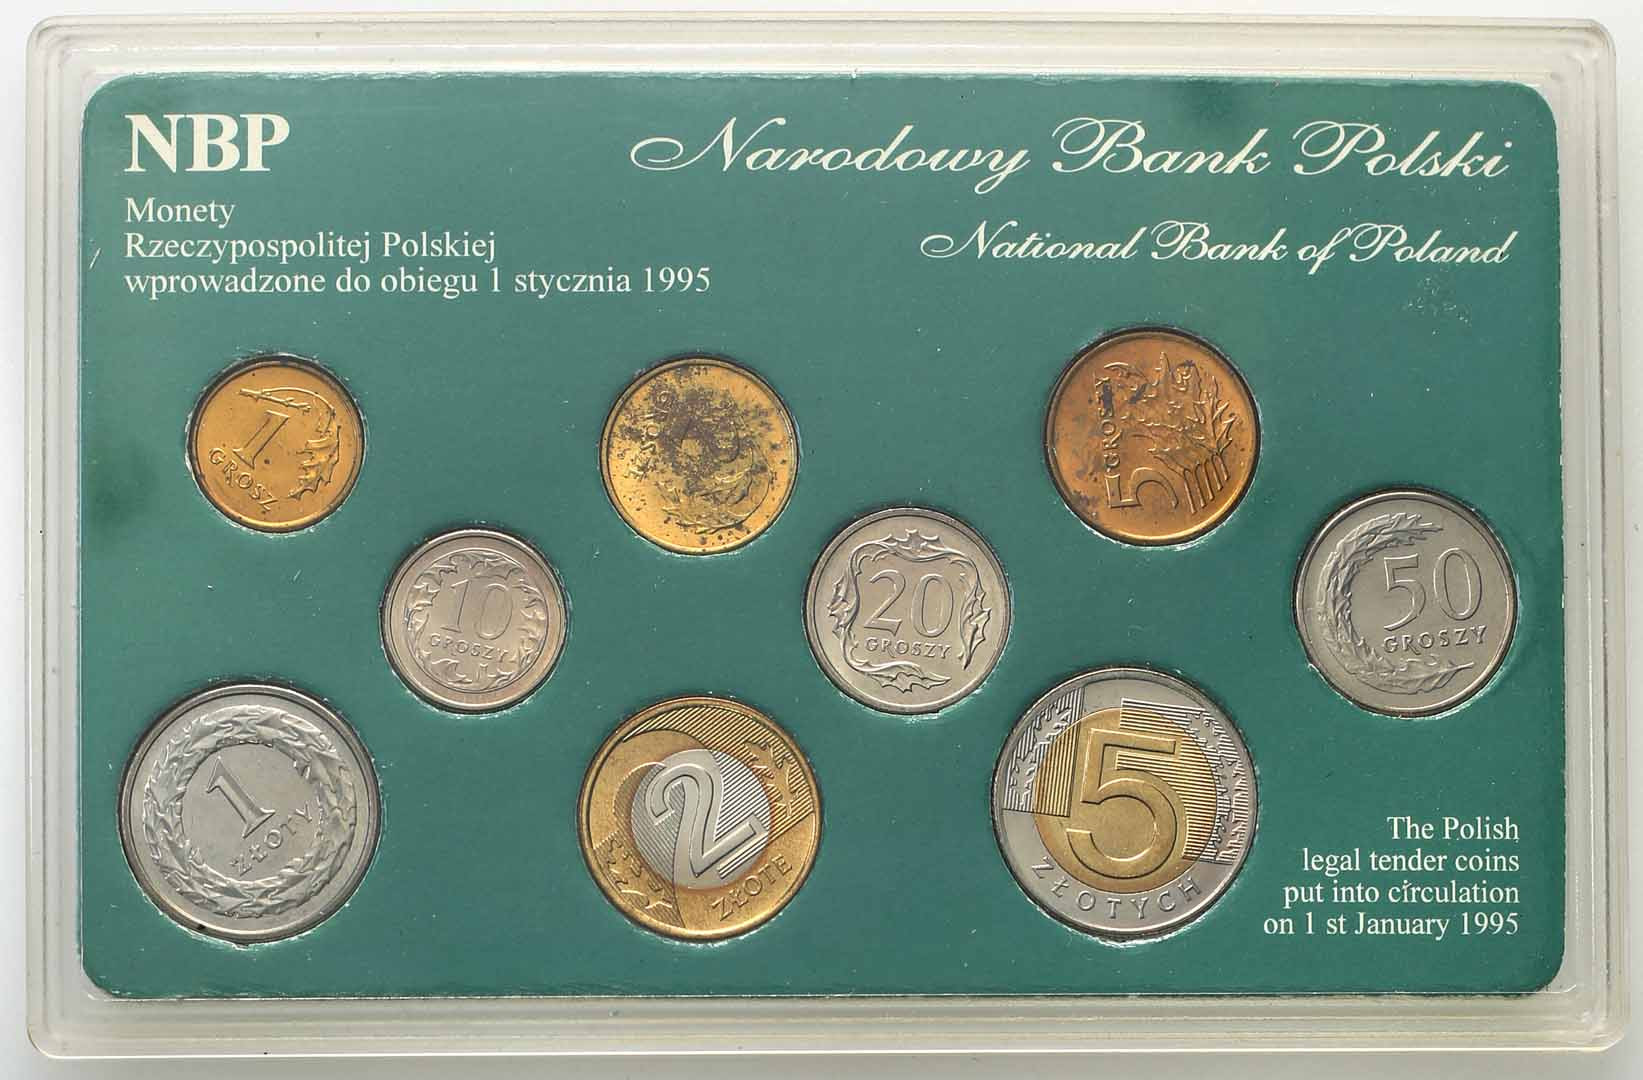 NBP
Monety
Rzeczypospolitej Polskiej
wprowadzone do obiegu 1 stycznia 1995
Narodowy Bank Polski
National Bank of Poland
1
GROSZ
GROSZE
5
GROSZY
10
GROSZY
20
GROSZY
50
GROSZY
1
ZŁOTY
2
ZŁOTE
5
ZŁOTYCH
The Polish
legal tender coins
put into circulation
on 1 st January 1995